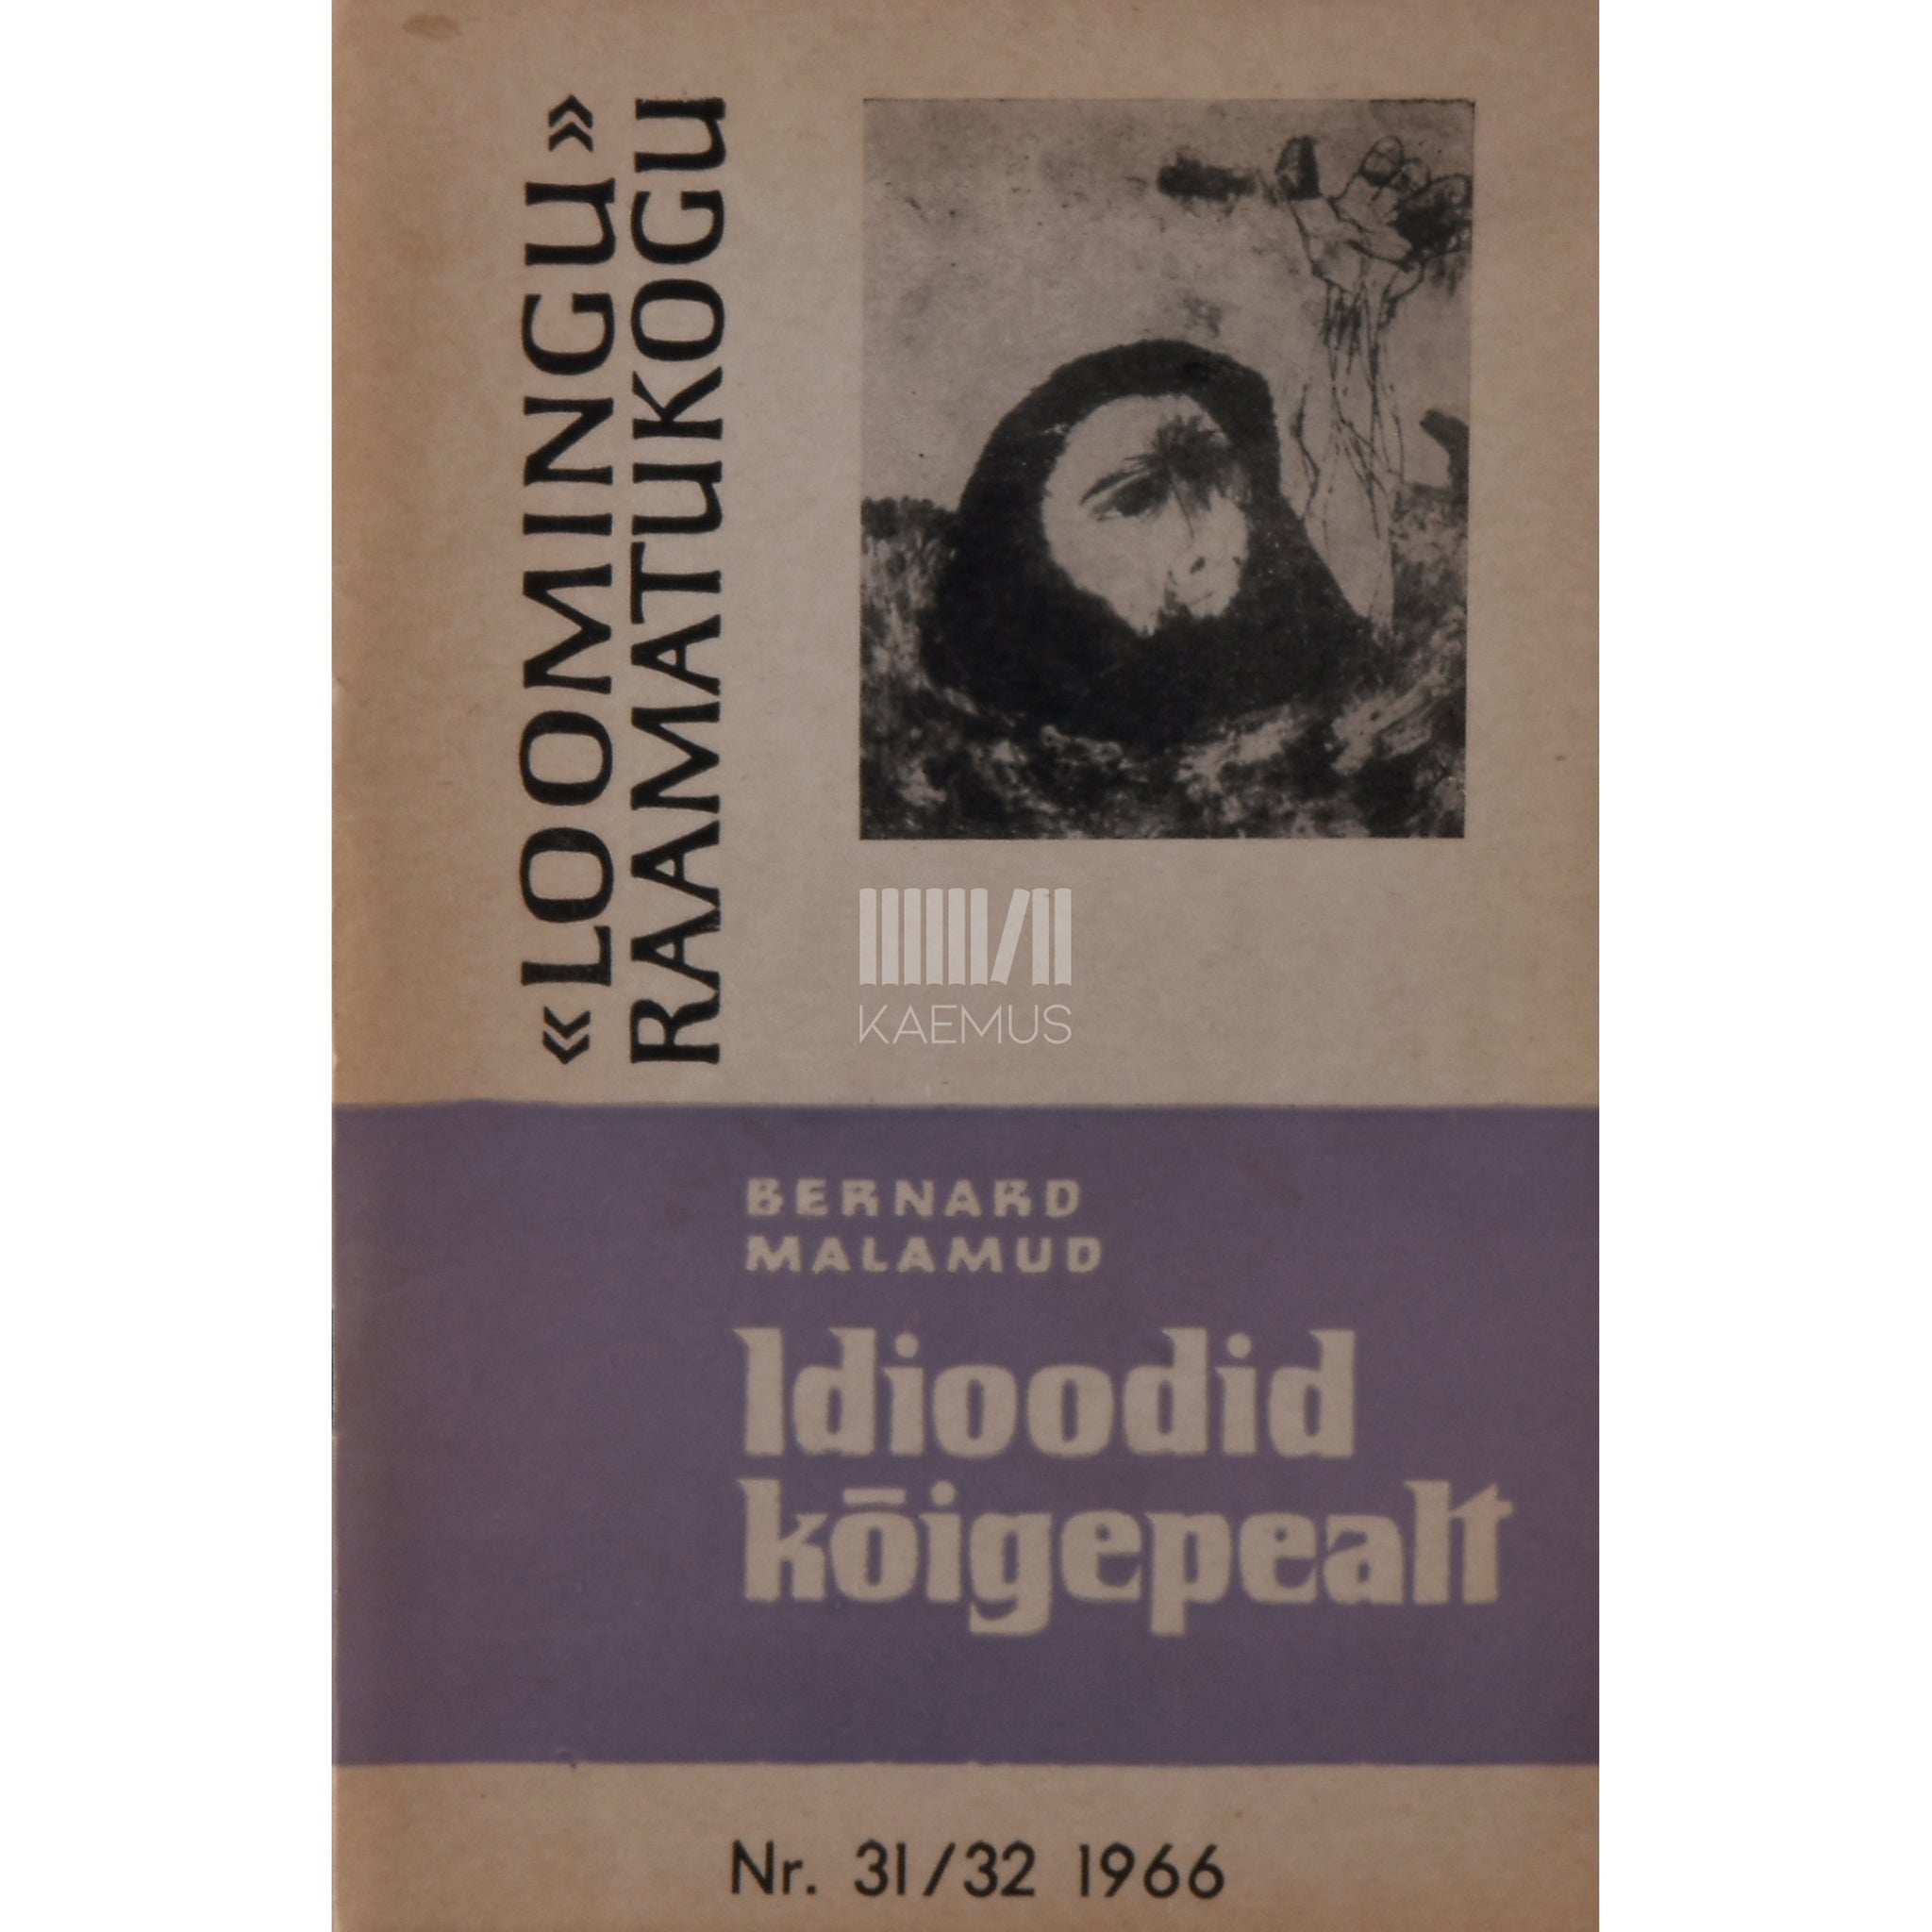 «LOOMINGU»
RAAMATUKOGU
KAEMUS
BERNARD
MALAMUD
Idioodid
kõigepealt
Nr. 31/32 1966